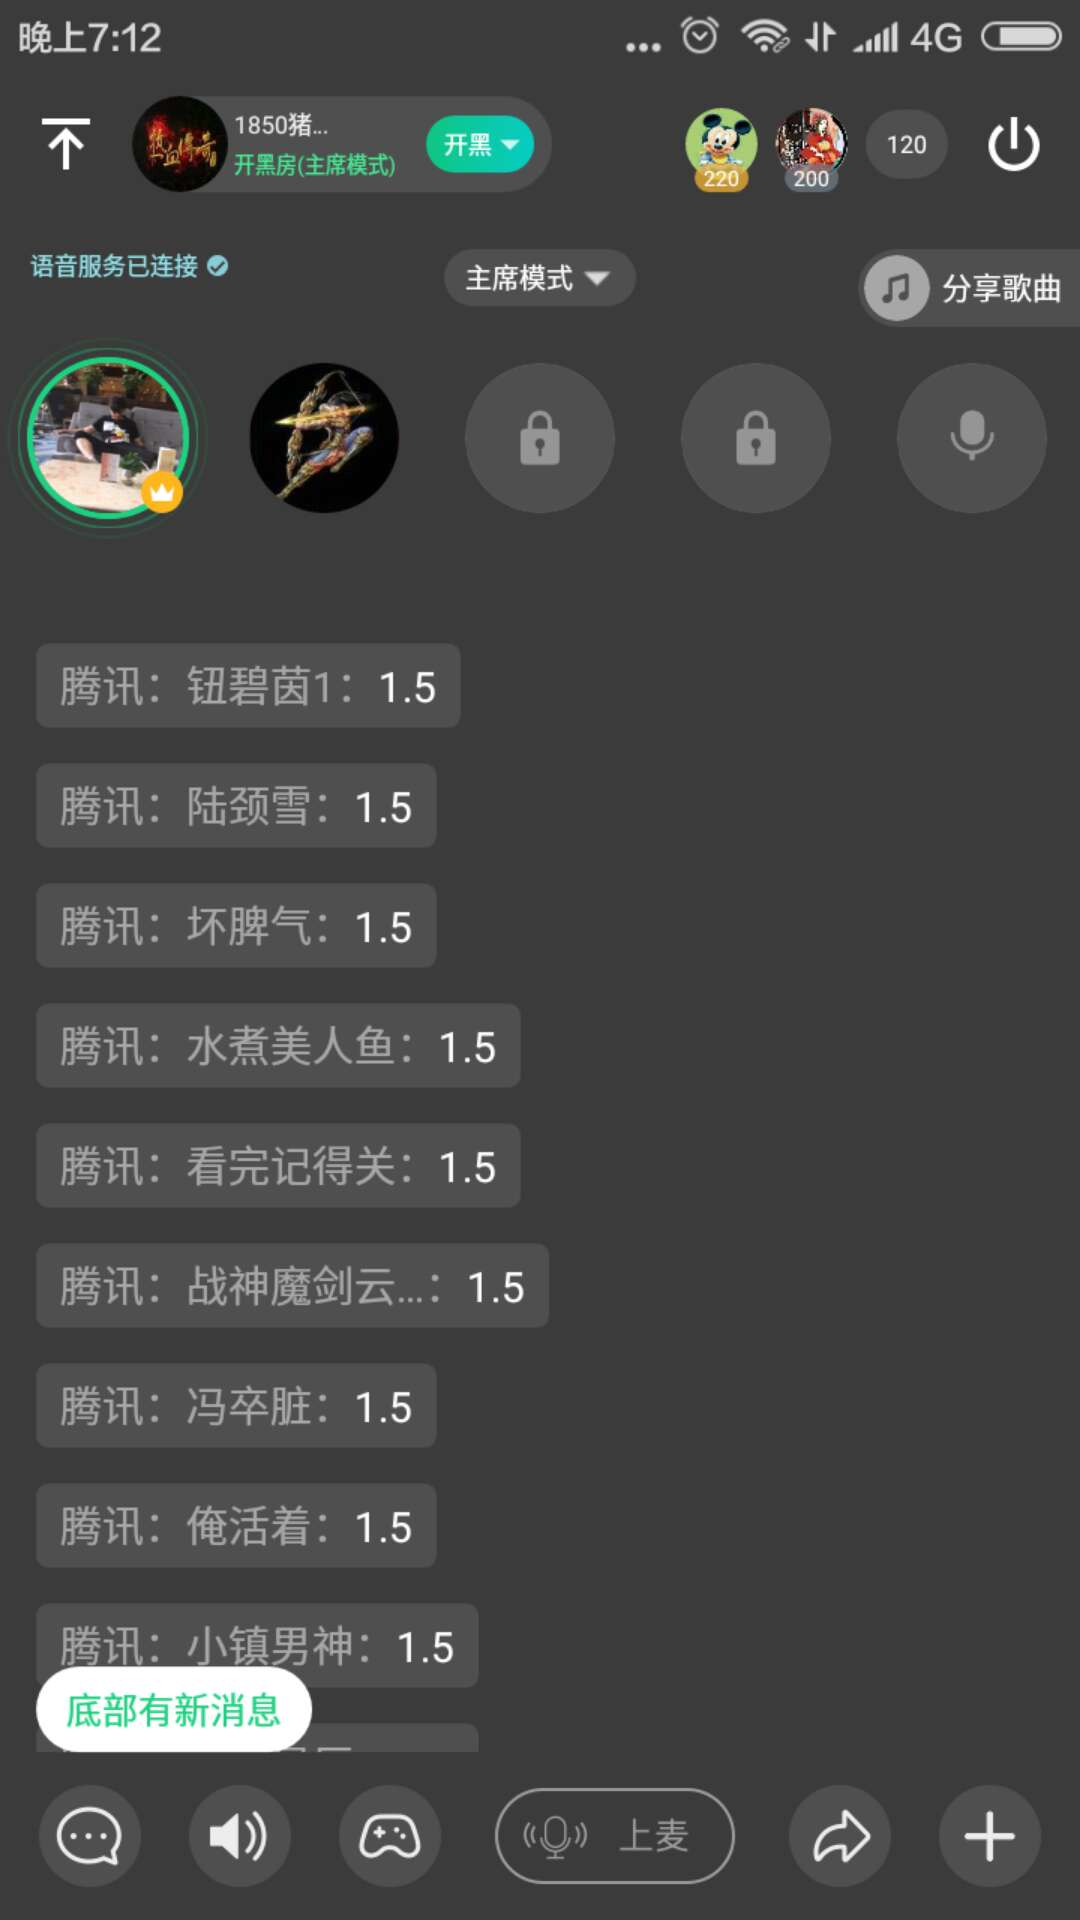 晚上7:12
4G
1850猪...
开黑房(主席模式)
开黑
220
200
120
热血传奇
语音服务已连接
主席模式
分享歌曲
腾讯：钮碧茵1：1.5
腾讯：陆颈雪：1.5
腾讯：坏脾气：1.5
腾讯：水煮美人鱼：1.5
腾讯：看完记得关：1.5
腾讯：战神魔剑云...：1.5
腾讯：冯卒脏：1.5
腾讯：俺活着：1.5
腾讯：小镇男神：1.5
底部有新消息
上麦